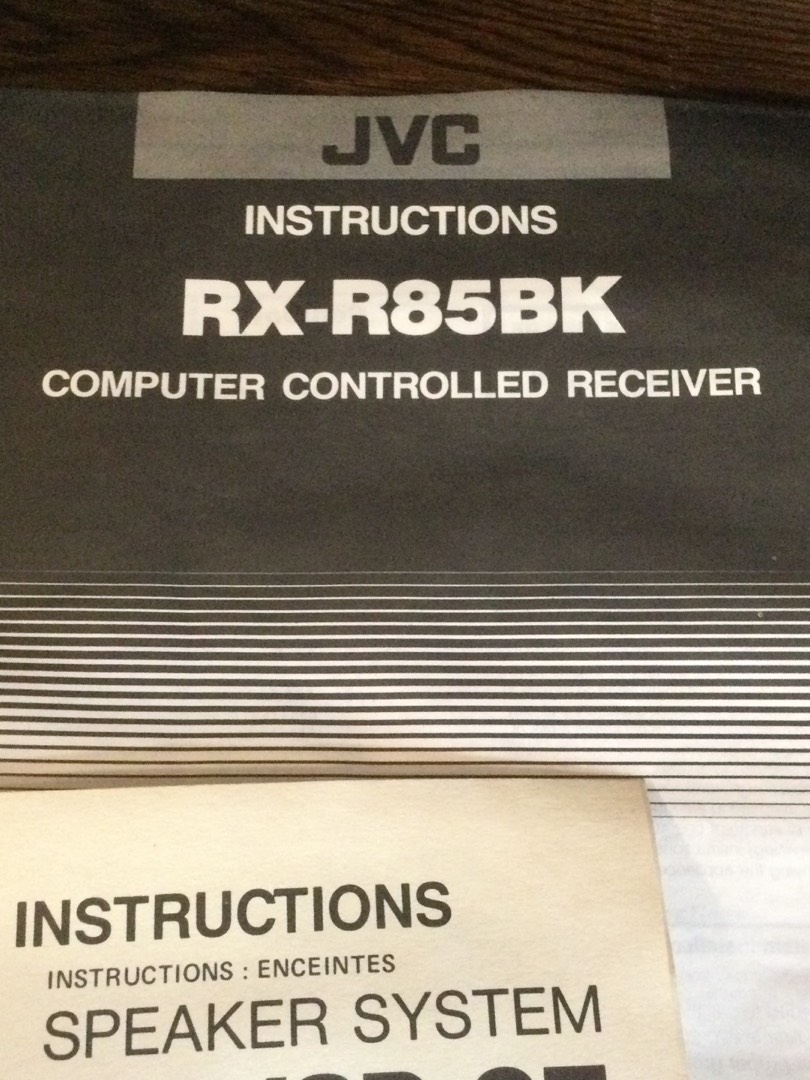 JVC
INSTRUCTIONS
RX-R85BK
COMPUTER CONTROLLED RECEIVER
INSTRUCTIONS
INSTRUCTIONS : ENCEINTES
SPEAKER SYSTEM